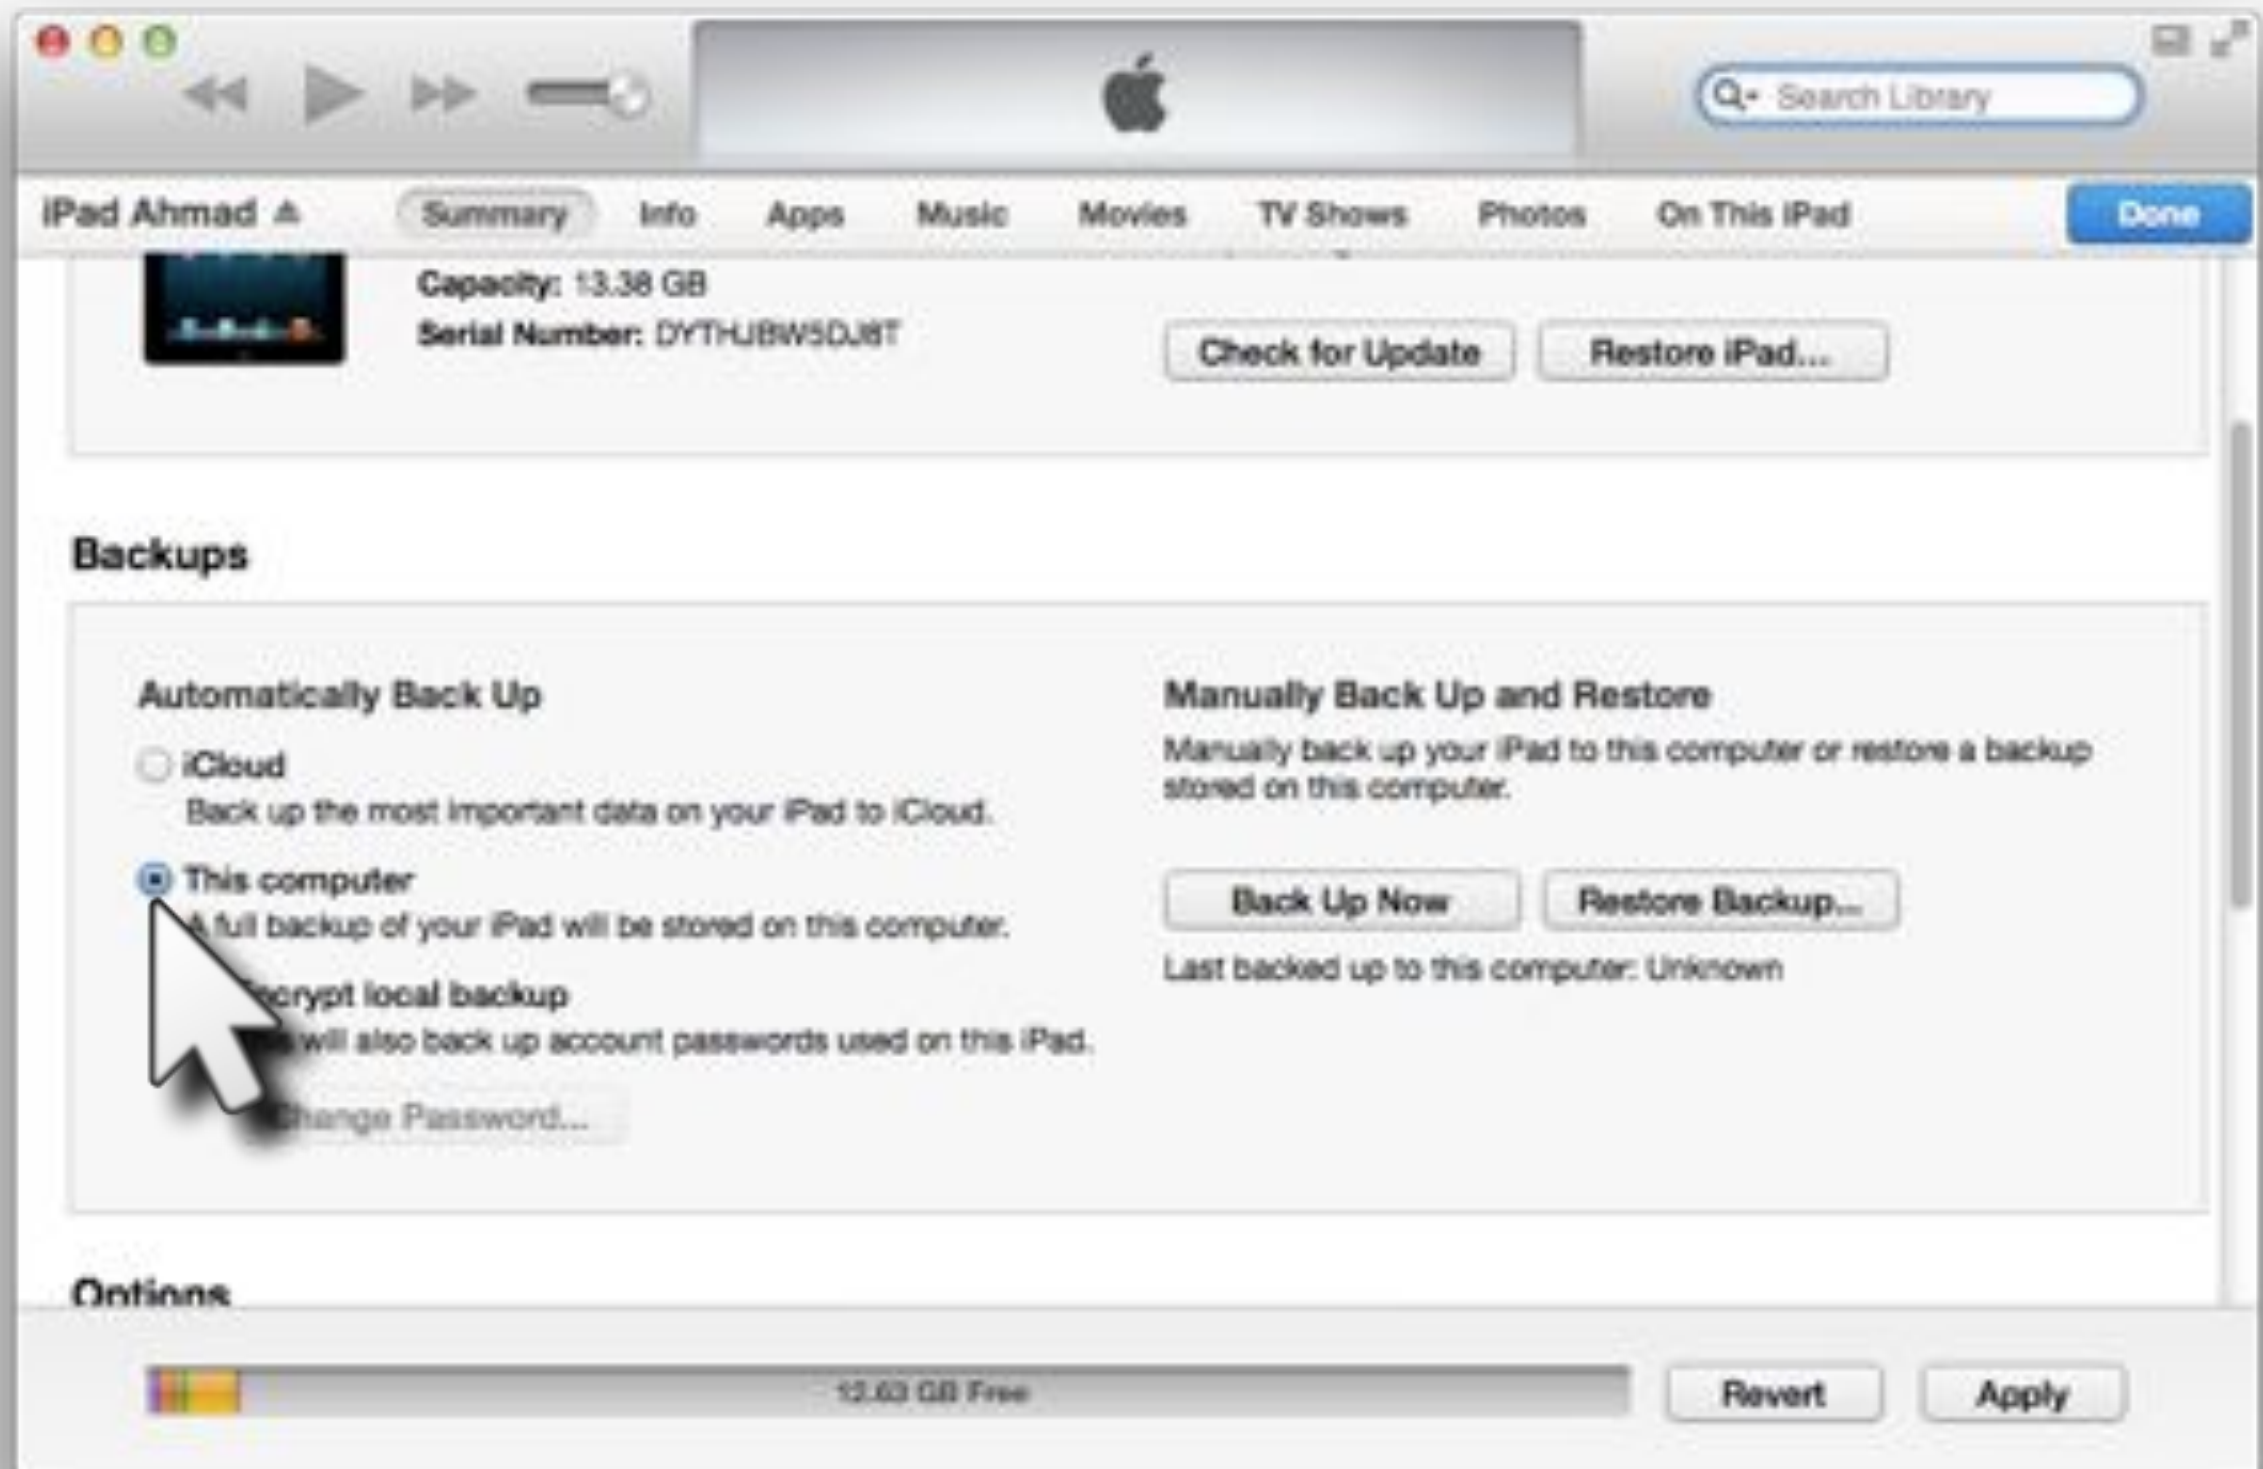 Search Library
iPad Ahmad
Summary
Info
Apps
Music
Movies
TV Shows
Photos
On This iPad
Done
Capacity: 13.38 GB
Serial Number:
Check for Update
Restore iPad...
Backups
Automatically Back Up
iCloud
Back up the most important data on your iPad to iCloud.
This computer
A full backup of your iPad will be stored on this computer.
local backup
will also back up account passwords used on this iPad.
Password...
Manually Back Up and Restore
Manually back up your iPad to this computer or restore a backup
stored on this computer.
Back Up Now
Restore Backup...
Last backed up to this computer: Unknown
Options
12.63 GB Free
Revert
Apply